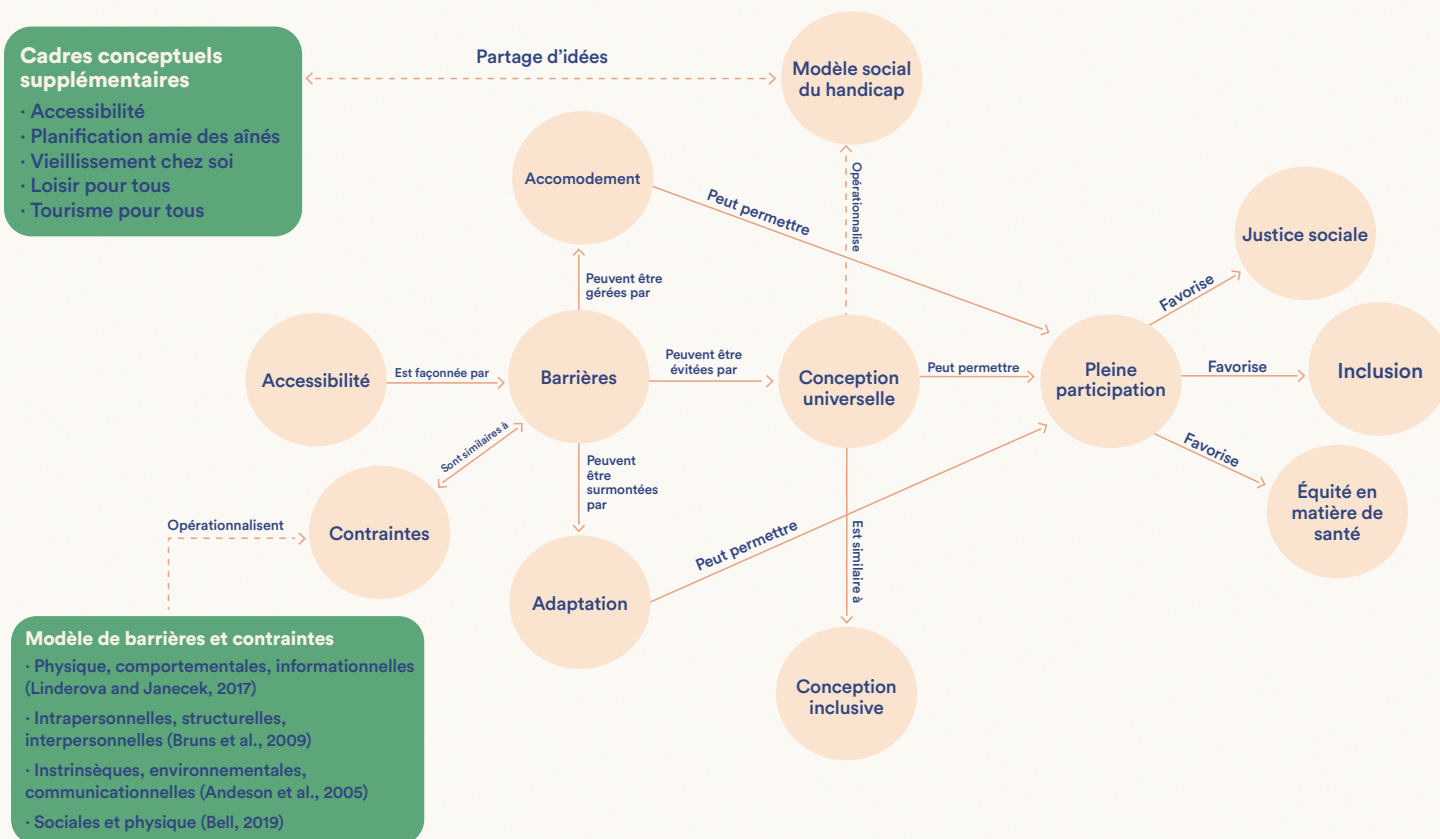 Cadres conceptuels
supplémentaires
· Accessibilité
· Planification amie des aînés
· Vieillissement chez soi
· Loisir pour tous
· Tourisme pour tous
Partage d'idées
Modèle social
du handicap
Accomodement
Peut permettre
Opérationnalise
Peuvent être
gérées par
Justice sociale
Favorise
Accessibilité
Est façonnée par
Barrières
Peuvent être
évitées par
Conception
universelle
Peut permettre
Pleine
participation
Favorise
Inclusion
Sont similaires à
Peuvent
être
surmontées
par
Favorise
Équité en
matière de
santé
Opérationnalisent
Contraintes
Adaptation
Peut permettre
Est similaire à
Conception
inclusive
Modèle de barrières et contraintes
· Physique, comportementales, informationnelles
(Linderova and Janecek, 2017)
· Intrapersonnelles, structurelles,
interpersonnelles (Bruns et al., 2009)
· Instrinsèques, environnementales,
communicationnelles (Andeson et al., 2005)
· Sociales et physique (Bell, 2019)